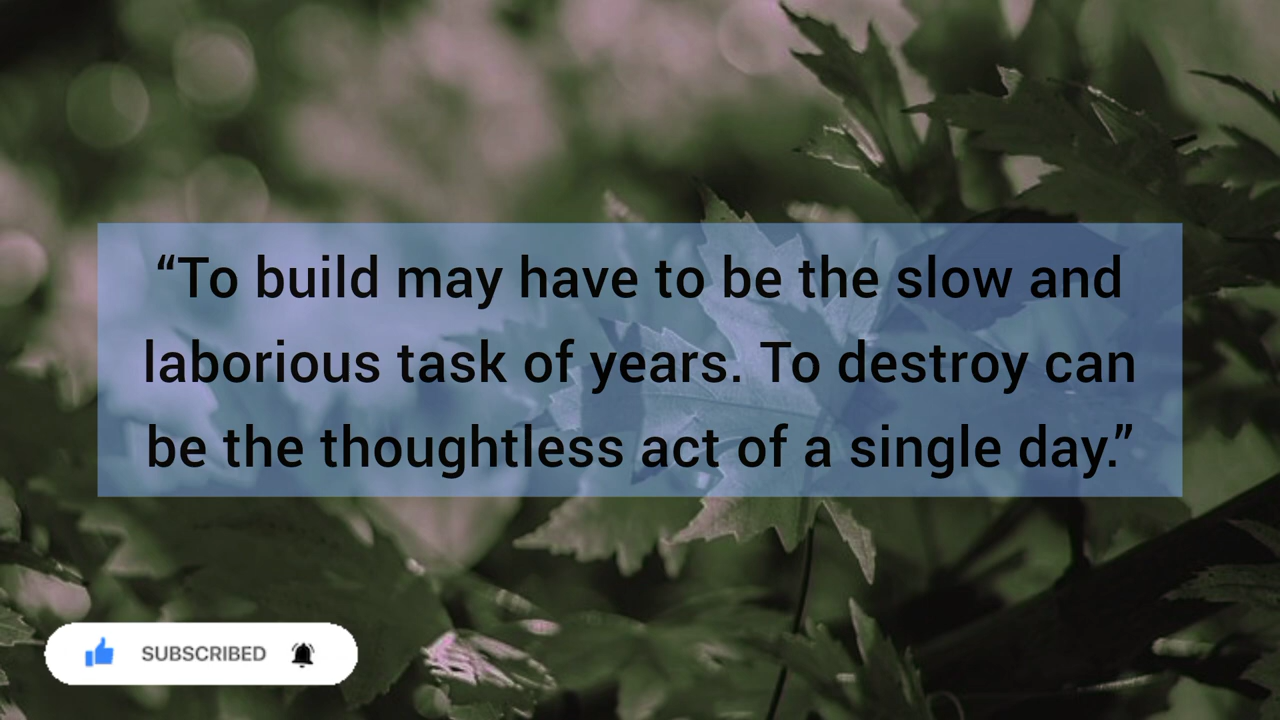 “To build may have to be the slow and
laborious task of years. To destroy can
be the thoughtless act of a single day.”
SUBSCRIBED